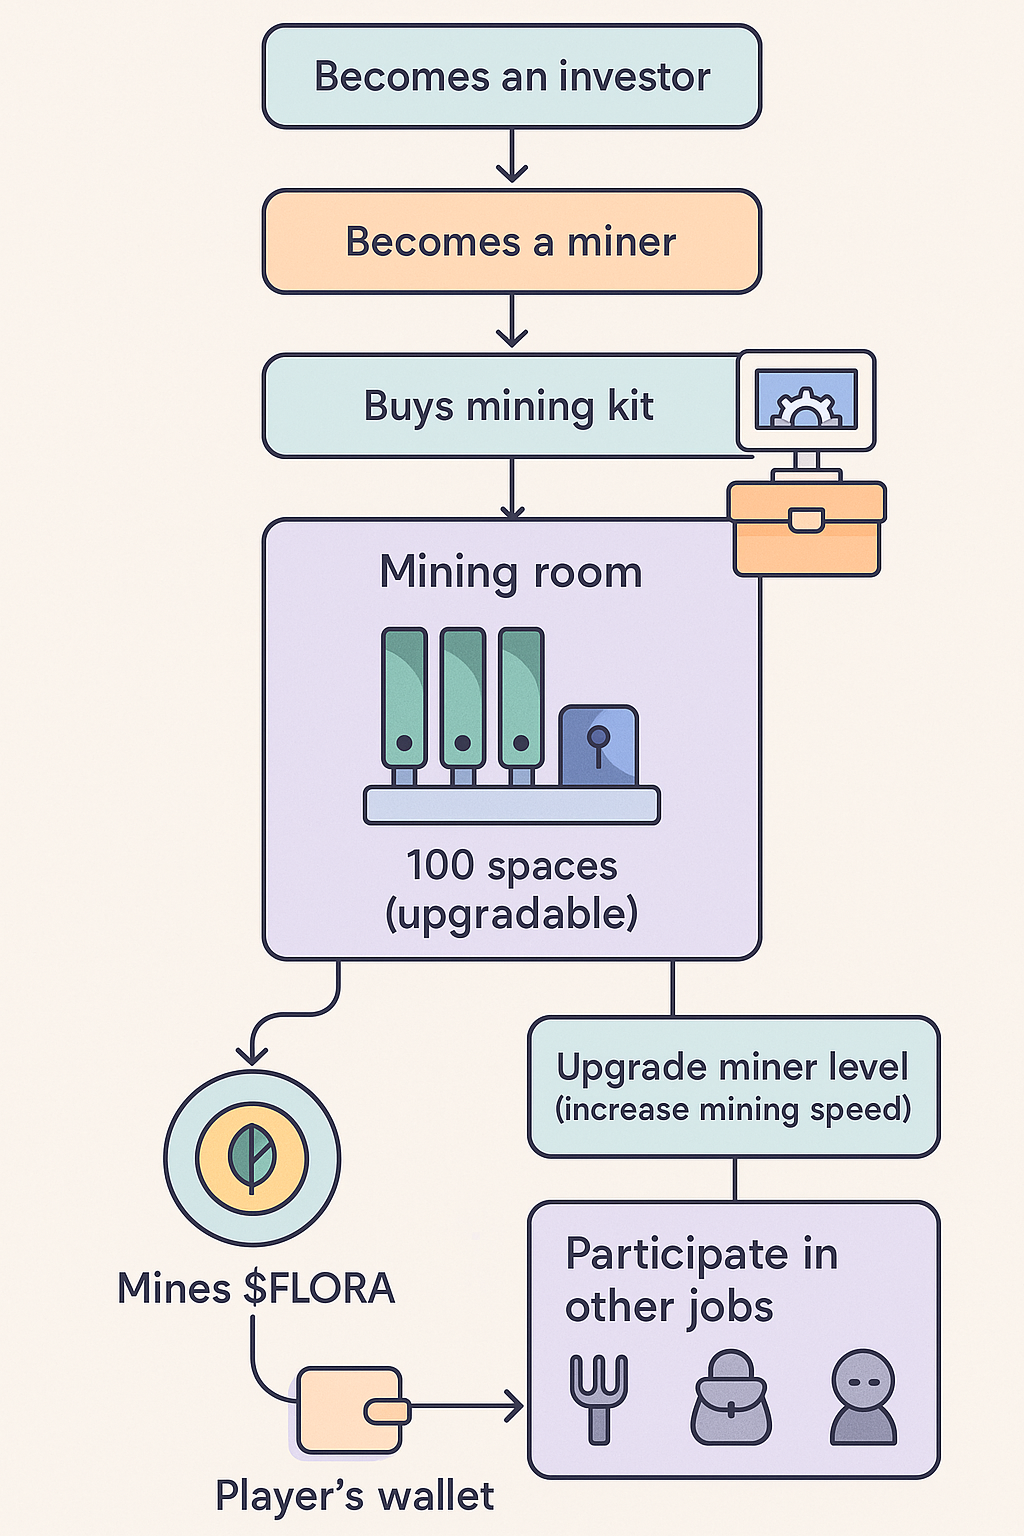 Becomes an investor
Becomes a miner
Buys mining kit
Mining room
100 spaces
(upgradable)
Upgrade miner level
(increase mining speed)
Mines $FLORA
Participate in
other jobs
Player’s wallet